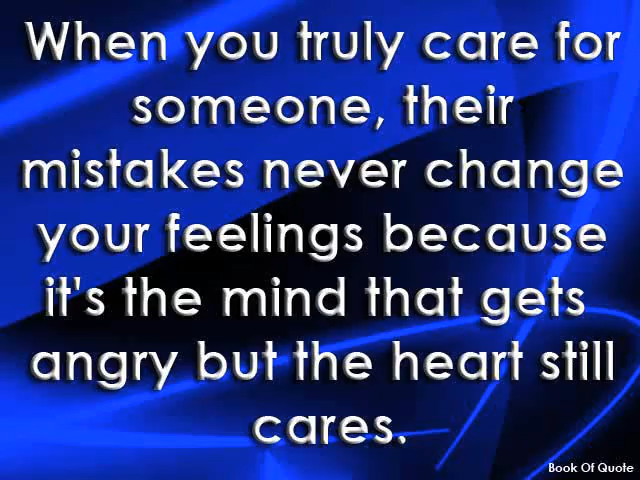 When you truly care for
someone, their
mistakes never change
your feelings because
it's the mind that gets
angry but the heart still
cares.
Book Of Quote